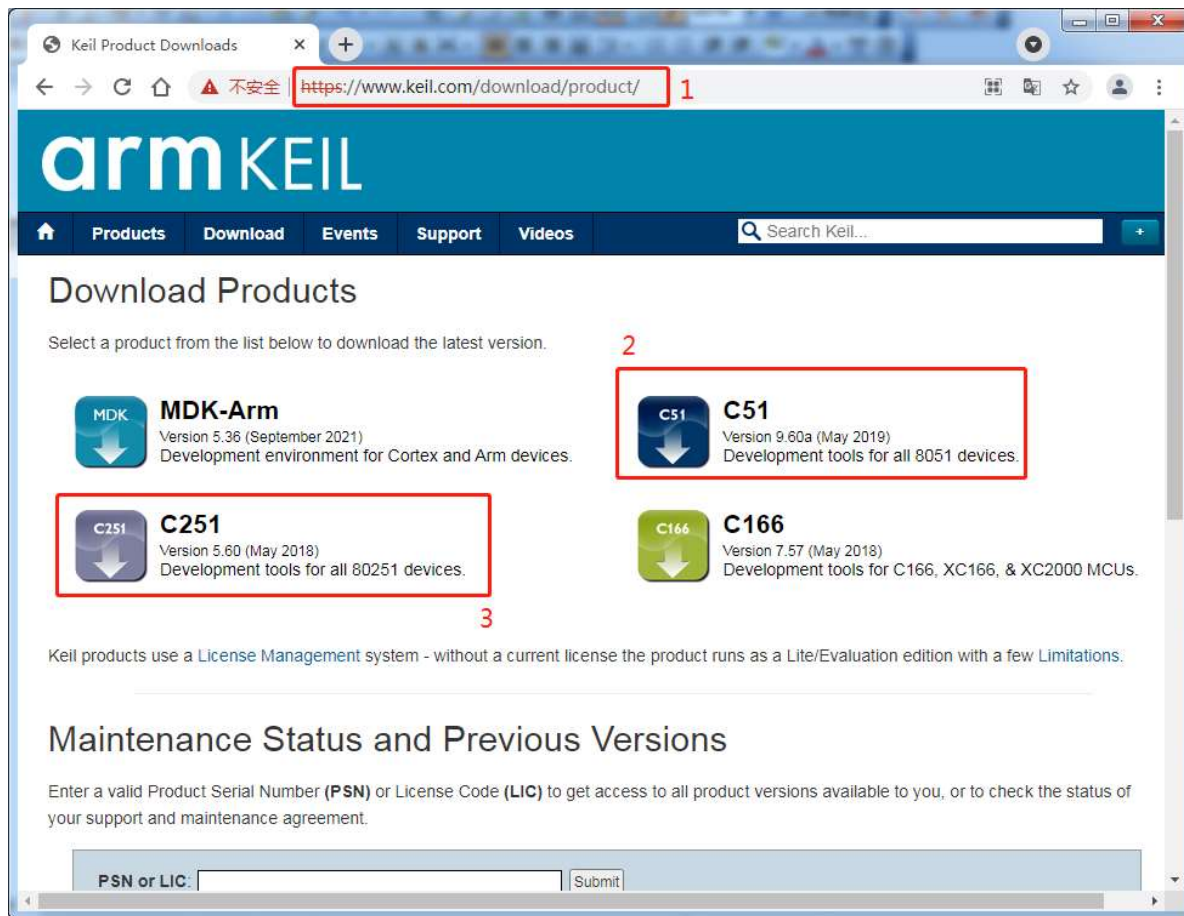 Keil Product Downloads
不安全 https://www.keil.com/download/product/ 1
arm KEIL
Products Download Events Support Videos Search Keil... +
Download Products
Select a product from the list below to download the latest version.
2
MDK
MDK-Arm
Version 5.36 (September 2021)
Development environment for Cortex and Arm devices.
C51
C51
Version 9.60a (May 2019)
Development tools for all 8051 devices.
C251
C251
Version 5.60 (May 2018)
Development tools for all 80251 devices.
C166
C166
Version 7.57 (May 2018)
Development tools for C166, XC166, & XC2000 MCUs.
3
Keil products use a License Management system - without a current license the product runs as a Lite/Evaluation edition with a few Limitations.
Maintenance Status and Previous Versions
Enter a valid Product Serial Number (PSN) or License Code (LIC) to get access to all product versions available to you, or to check the status of
your support and maintenance agreement.
PSN or LIC: Submit